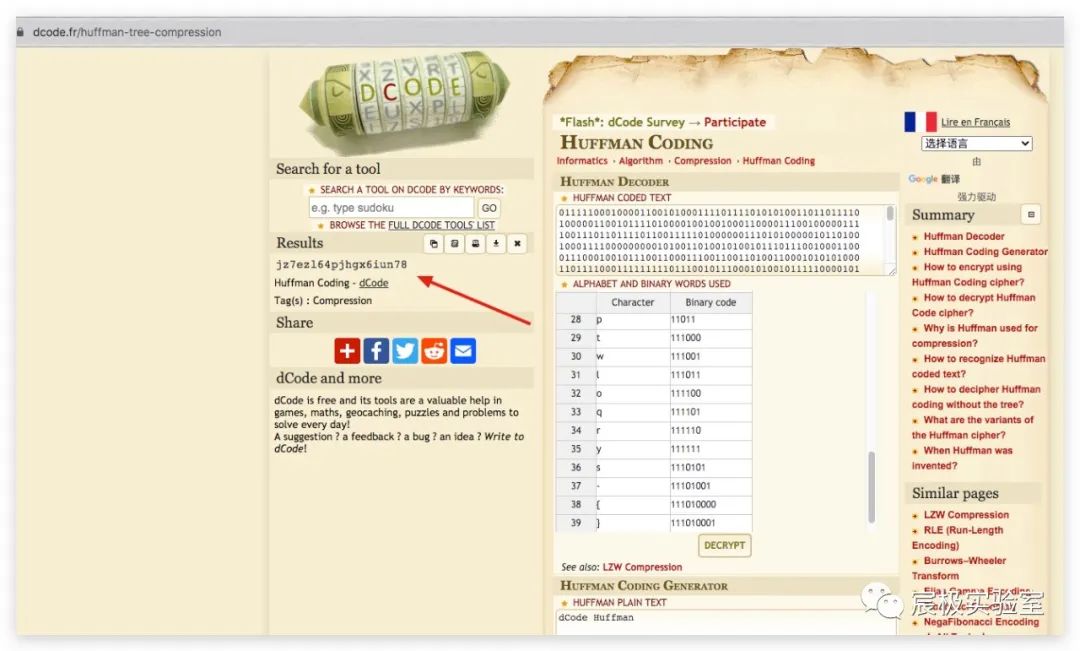 dcode.fr/huffman-tree-compression
DCODE
Search for a tool
SEARCH A TOOL ON DCODE BY KEYWORDS:
e.g. type sudoku
GO
BROWSE THE FULL DCODE TOOLS' LIST
Results
jz7ezl64pjhgx6iun78
Huffman Coding - dCode
Tag(s) : Compression
Share
dCode and more
dCode is free and its tools are a valuable help in
games, maths, geocaching, puzzles and problems to
solve every day!
A suggestion ? a feedback ? a bug ? an idea ? Write to
dCode!
*Flash*: dCode Survey → Participate
HUFFMAN CODING
Informatics · Algorithm · Compression · Huffman Coding
HUFFMAN DECODER
HUFFMAN CODED TEXT
ALPHABET AND BINARY WORDS USED
Character Binary code
28 p 11011
29 t 111000
30 w 111001
31 l 111011
32 o 111100
33 q 111101
34 r 111110
35 y 111111
36 s 1110101
37 - 11101001
38 { 111010000
39 } 111010001
DECRYPT
See also: LZW Compression
HUFFMAN CODING GENERATOR
HUFFMAN PLAIN TEXT
dCode Huffman
Lire en Français
选择语言
由
Google 翻译
强力驱动
Summary
Huffman Decoder
Huffman Coding Generator
How to encrypt using
Huffman Coding cipher?
How to decrypt Huffman
Code cipher?
Why is Huffman used for
compression?
How to recognize Huffman
coded text?
How to decipher Huffman
coding without the tree?
What are the variants of
the Huffman cipher?
When Huffman was
invented?
Similar pages
LZW Compression
RLE (Run-Length
Encoding)
Burrows–Wheeler
Transform
NegaFibonacci Encoding
宸极实验室